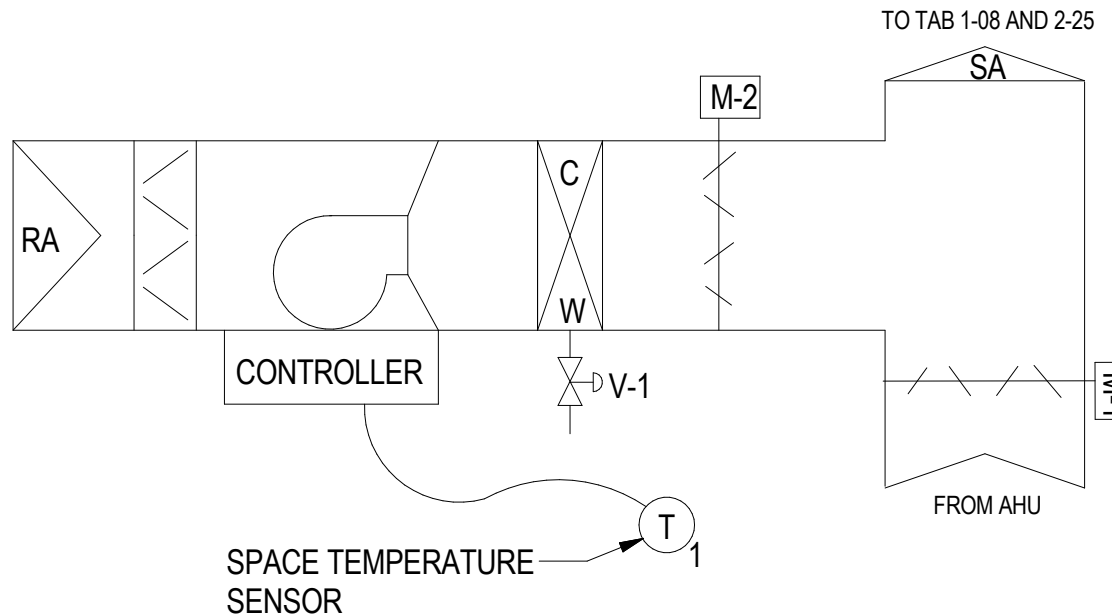 TO TAB 1-08 AND 2-25
SA
M-2
C
RA
W
CONTROLLER
V-1
FROM AHU
T
1
SPACE TEMPERATURE
SENSOR